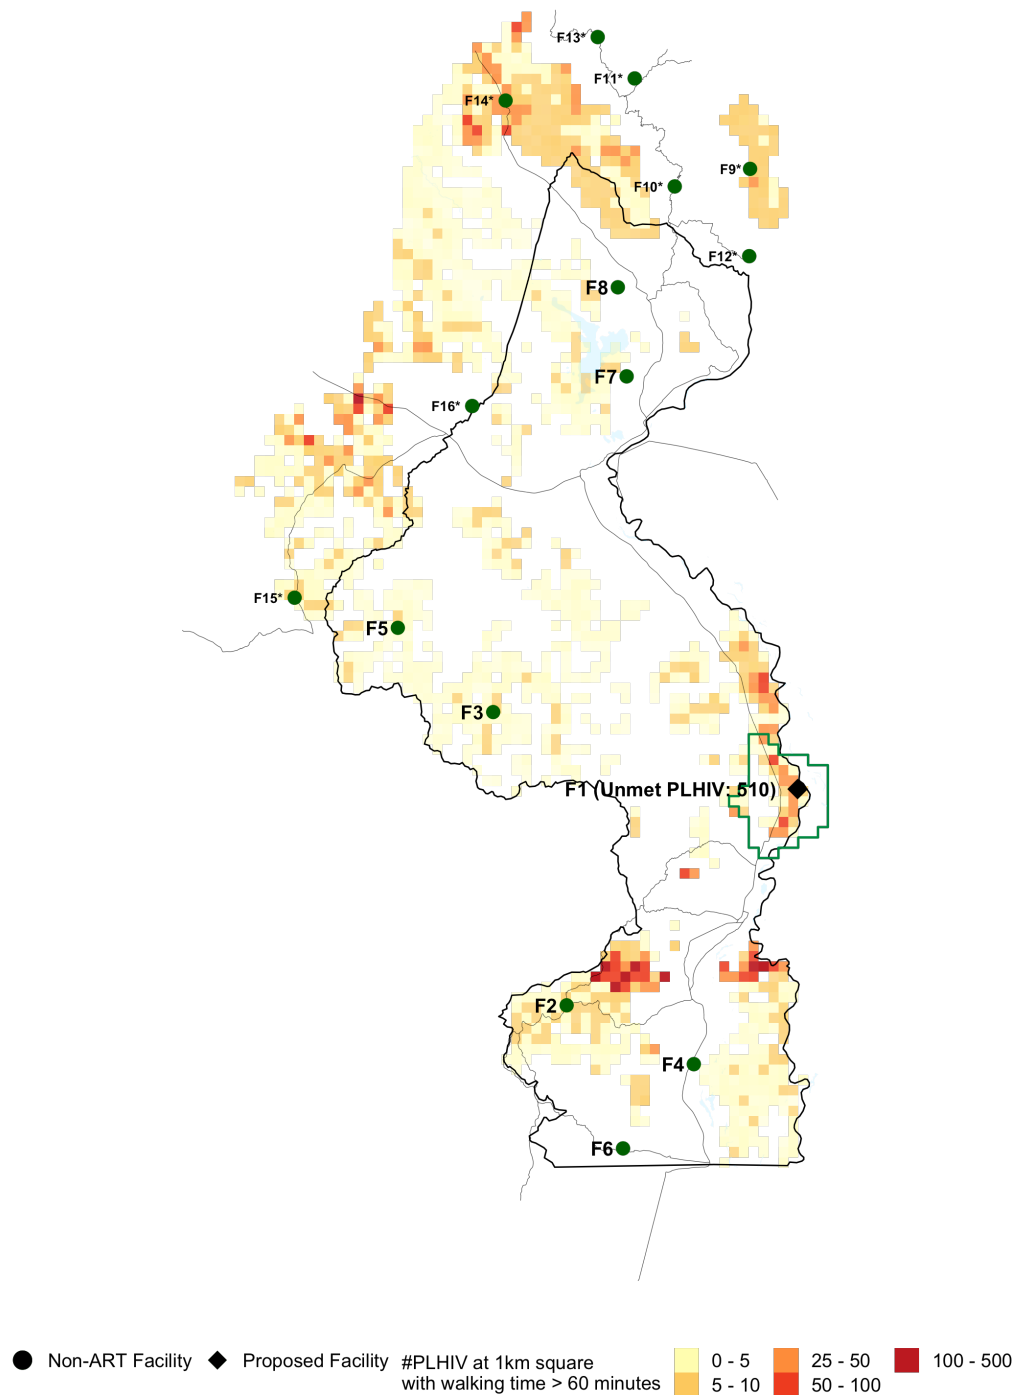 F13*
F11*
F14*
F9*
F10*
F12*
F8
F7
F16*
F15*
F5
F3
F1 (Unmet PLHIV: 510)
F2
F4
F6
Non-ART Facility
Proposed Facility
#PLHIV at 1km square
with walking time > 60 minutes
0 - 5
5 - 10
25 - 50
50 - 100
100 - 500